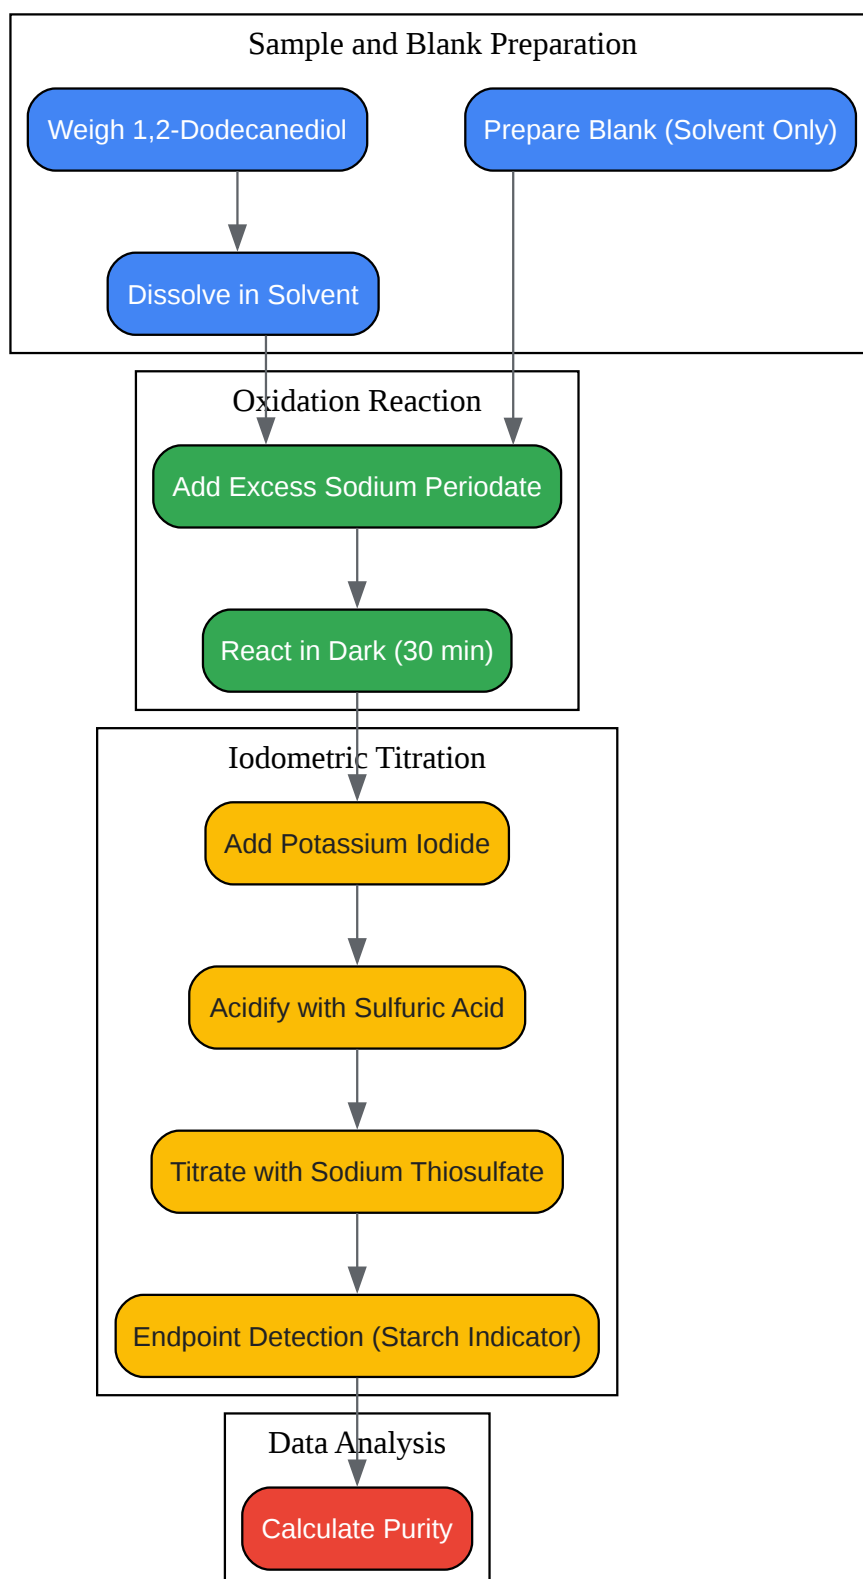 Sample and Blank Preparation
Weigh 1,2-Dodecanediol
Prepare Blank (Solvent Only)
Dissolve in Solvent
Oxidation Reaction
Add Excess Sodium Periodate
React in Dark (30 min)
Iodometric Titration
Add Potassium Iodide
Acidify with Sulfuric Acid
Titrate with Sodium Thiosulfate
Endpoint Detection (Starch Indicator)
Data Analysis
Calculate Purity